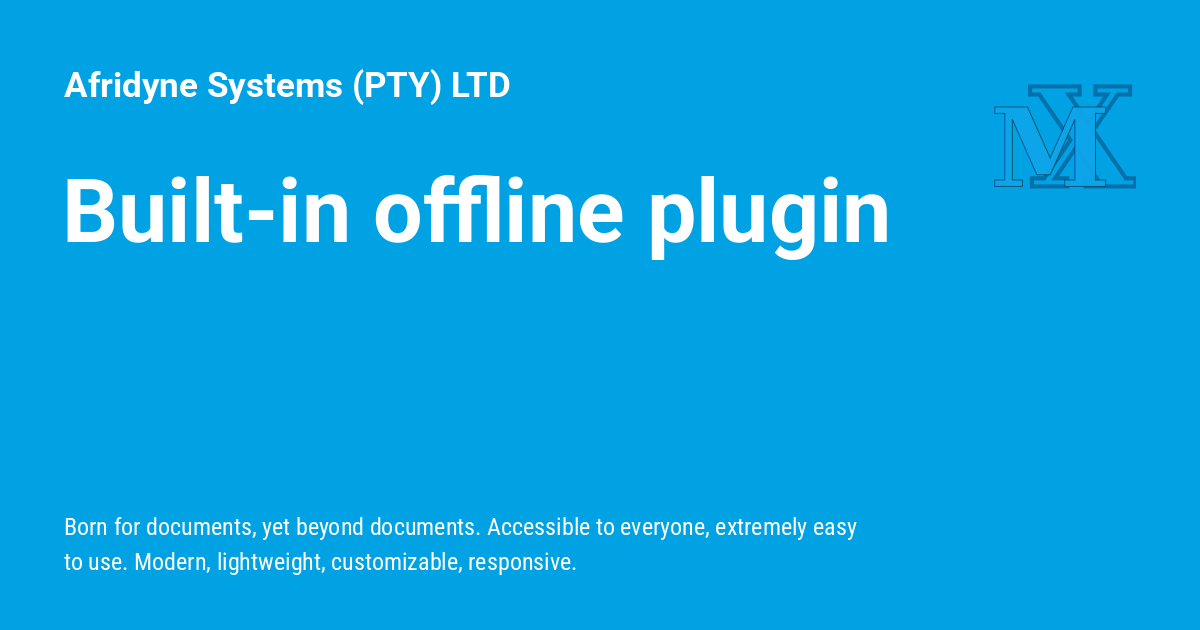 Afridyne Systems (PTY) LTD
MX
Built-in offline plugin
Born for documents, yet beyond documents. Accessible to everyone, extremely easy
to use. Modern, lightweight, customizable, responsive.